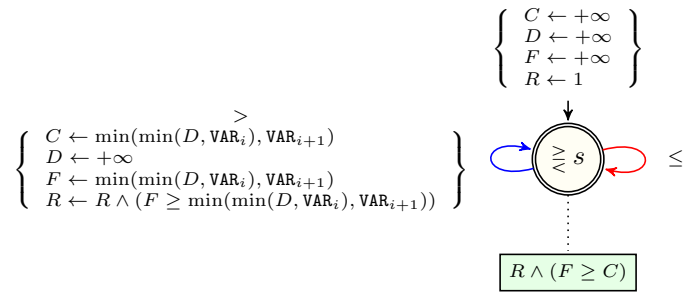 C ← +∞
D ← +∞
F ← +∞
R ← 1
>
C ← min(min(D, VAR_i), VAR_{i+1})
D ← +∞
F ← min(min(D, VAR_i), VAR_{i+1})
R ← R ∧ (F ≥ min(min(D, VAR_i), VAR_{i+1}))
≥ s ≤
<
R ∧ (F ≥ C)